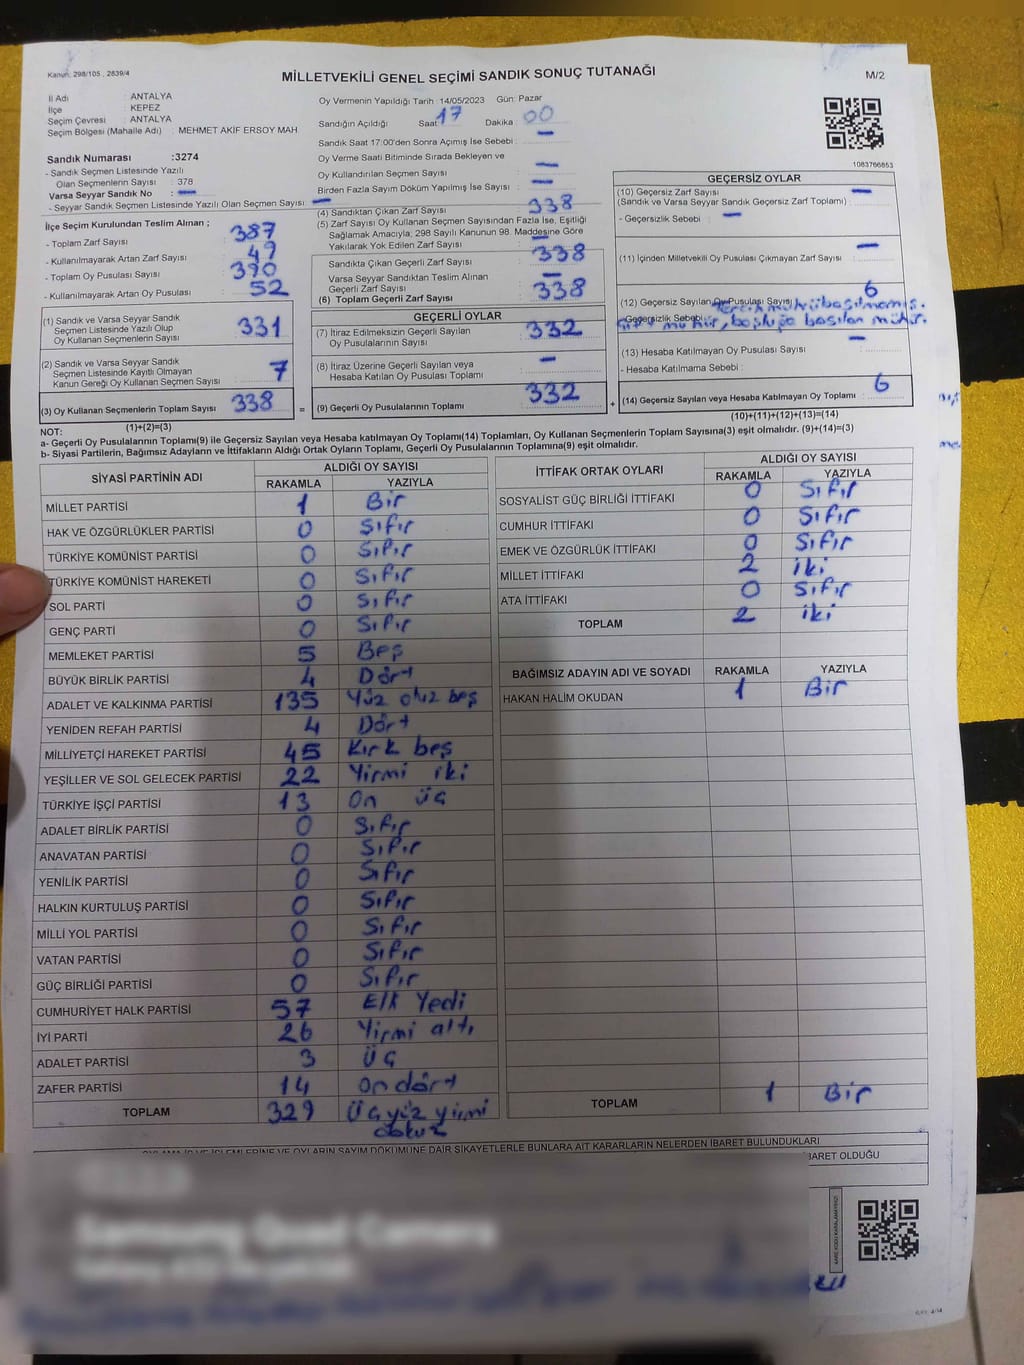 Kanun: 298/105 , 2839/4
MİLLETVEKİLİ GENEL SEÇİMİ SANDIK SONUÇ TUTANAĞI
M/2
İl Adı : ANTALYA
İlçe : KEPEZ
Seçim Çevresi : ANTALYA
Seçim Bölgesi (Mahalle Adı) : MEHMET AKİF ERSOY MAH
Sandık Numarası :3274
- Sandık Seçmen Listesinde Yazılı
Olan Seçmenlerin Sayısı : 378
Varsa Seyyar Sandık No : —
- Seyyar Sandık Seçmen Listesinde Yazılı Olan Seçmen Sayısı : —
İlçe Seçim Kurulundan Teslim Alınan ;
- Toplam Zarf Sayısı 387
- Kullanılmayarak Artan Zarf Sayısı 49
- Toplam Oy Pusulası Sayısı 390
- Kullanılmayarak Artan Oy Pusulası 52
(1) Sandık ve Varsa Seyyar Sandık
Seçmen Listesinde Yazılı Olup
Oy Kullanan Seçmenlerin Sayısı 331
(2) Sandık ve Varsa Seyyar Sandık
Seçmen Listesinde Kayıtlı Olmayan
Kanun Gereği Oy Kullanan Seçmen Sayısı 7
(3) Oy Kullanan Seçmenlerin Toplam Sayısı 338
(1)+(2)=(3)
Oy Vermenin Yapıldığı Tarih :14/05/2023 Gün: Pazar
Sandığın Açıldığı Saat 17 Dakika : 00
Sandık Saati 17:00'den Sonra Açımış İse Sebebi : —
Oy Verme Saati Bitiminde Sırada Bekleyen ve
Oy Kullandırılan Seçmen Sayısı —
Birden Fazla Sayım Döküm Yapılmış İse Sayısı —
(4) Sandıktan Çıkan Zarf Sayısı 338
(5) Zarf Sayısı Oy Kullanan Seçmen Sayısından Fazla İse, Eşitliği
Sağlamak Amacıyla, 298 Sayılı Kanunun 98. Maddesine Göre
Yakılarak Yok Edilen Zarf Sayısı —
Sandıkta Çıkan Geçerli Zarf Sayısı 338
Varsa Seyyar Sandıktan Teslim Alınan
Geçerli Zarf Sayısı —
(6) Toplam Geçerli Zarf Sayısı 338
GEÇERLİ OYLAR
(7) İtiraz Edilmeksizin Geçerli Sayılan
Oy Pusulalarının Sayısı 332
(8) İtiraz Üzerine Geçerli Sayılan veya
Hesaba Katılan Oy Pusulası Toplamı —
= (9) Geçerli Oy Pusulalarının Toplamı 332 +
1083766853
GEÇERSİZ OYLAR
(10) Geçersiz Zarf Sayısı —
(Sandık ve Varsa Seyyar Sandık Geçersiz Zarf Toplamı) :
- Geçersizlik Sebebi : —
(11) İçinden Milletvekili Oy Pusulası Çıkmayan Zarf Sayısı —
(12) Geçersiz Sayılan Oy Pusulası Sayısı 6
-Geçersizlik Sebebi Tercih mührü basılmamış.
mühür, boşluğa basılan mühür.
(13) Hesaba Katılmayan Oy Pusulası Sayısı —
- Hesaba Katılmama Sebebi :
(14) Geçersiz Sayılan veya Hesaba Katılmayan Oy Toplamı 6
(10)+(11)+(12)+(13)=(14)
NOT:
a- Geçerli Oy Pusulalarının Toplamı(9) ile Geçersiz Sayılan veya Hesaba katılmayan Oy Toplamı(14) Toplamları, Oy Kullanan Seçmenlerin Toplam Sayısına(3) eşit olmalıdır. (9)+(14)=(3)
b- Siyasi Partilerin, Bağımsız Adayların ve İttifakların Aldığı Ortak Oyların Toplamı, Geçerli Oy Pusulalarının Toplamına(9) eşit olmalıdır.
SİYASİ PARTİNİN ADI ALDIĞI OY SAYISI
RAKAMLA YAZIYLA
MİLLET PARTİSİ 1 Bir
HAK VE ÖZGÜRLÜKLER PARTİSİ 0 Sıfır
TÜRKİYE KOMÜNİST PARTİSİ 0 Sıfır
TÜRKİYE KOMÜNİST HAREKETİ 0 Sıfır
SOL PARTİ 0 Sıfır
GENÇ PARTİ 0 Sıfır
MEMLEKET PARTİSİ 5 Beş
BÜYÜK BİRLİK PARTİSİ 4 Dört
ADALET VE KALKINMA PARTİSİ 135 Yüz otuz beş
YENİDEN REFAH PARTİSİ 4 Dört
MİLLİYETÇİ HAREKET PARTİSİ 45 Kırk beş
YEŞİLLER VE SOL GELECEK PARTİSİ 22 Yirmi iki
TÜRKİYE İŞÇİ PARTİSİ 13 On üç
ADALET BİRLİK PARTİSİ 0 Sıfır
ANAVATAN PARTİSİ 0 Sıfır
YENİLİK PARTİSİ 0 Sıfır
HALKIN KURTULUŞ PARTİSİ 0 Sıfır
MİLLİ YOL PARTİSİ 0 Sıfır
VATAN PARTİSİ 0 Sıfır
GÜÇ BİRLİĞİ PARTİSİ 0 Sıfır
CUMHURİYET HALK PARTİSİ 57 Elli Yedi
İYİ PARTİ 26 Yirmi altı
ADALET PARTİSİ 3 Üç
ZAFER PARTİSİ 14 On dört
TOPLAM 329 Üçyüz yirmi
dokuz
İTTİFAK ORTAK OYLARI ALDIĞI OY SAYISI
RAKAMLA YAZIYLA
SOSYALİST GÜÇ BİRLİĞİ İTTİFAKI 0 Sıfır
CUMHUR İTTİFAKI 0 Sıfır
EMEK VE ÖZGÜRLÜK İTTİFAKI 0 Sıfır
MİLLET İTTİFAKI 2 iki
ATA İTTİFAKI 0 Sıfır
TOPLAM 2 iki
BAĞIMSIZ ADAYIN ADI VE SOYADI RAKAMLA YAZIYLA
HAKAN HALİM OKUDAN 1 Bir
TOPLAM 1 Bir
OYLAMA İŞ VE İŞLEMLERİNE VE OYLARIN SAYIM DÖKÜMÜNE DAİR ŞİKAYETLERLE BUNLARA AİT KARARLARIN NELERDEN İBARET BULUNDUKLARI
BARET OLDUĞU